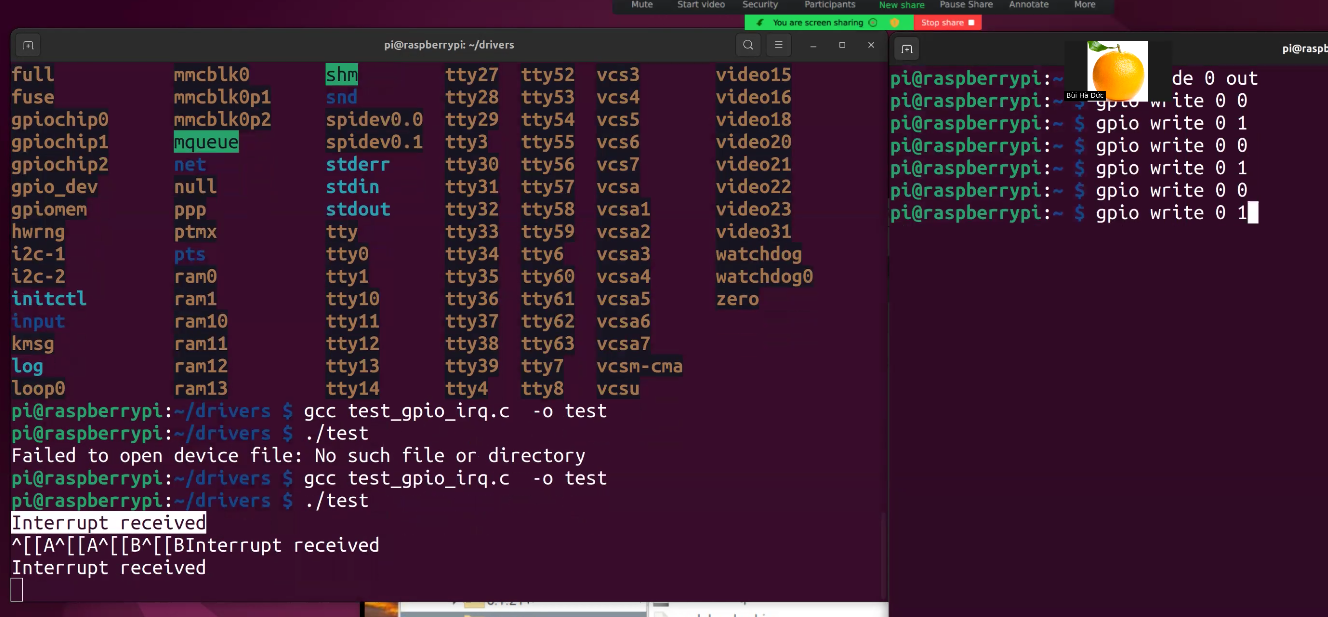 Mute Start video Security Participants New share Pause Share Annotate More
You are screen sharing Stop share
pi@raspberrypi: ~/drivers
full mmcblk0 shm tty27 tty52 vcs3 video15
fuse mmcblk0p1 snd tty28 tty53 vcs4 video16
gpiochip0 mmcblk0p2 spidev0.0 tty29 tty54 vcs5 video18
gpiochip1 mqueue spidev0.1 tty3 tty55 vcs6 video20
gpiochip2 net stderr tty30 tty56 vcs7 video21
gpio_dev null stdin tty31 tty57 vcsa video22
gpiomem ppp stdout tty32 tty58 vcsa1 video23
hwrng ptmx tty tty33 tty59 vcsa2 video31
i2c-1 pts tty0 tty34 tty6 vcsa3 watchdog
i2c-2 ram0 tty1 tty35 tty60 vcsa4 watchdog0
initctl ram1 tty10 tty36 tty61 vcsa5 zero
input ram10 tty11 tty37 tty62 vcsa6
kmsg ram11 tty12 tty38 tty63 vcsa7
log ram12 tty13 tty39 tty7 vcsm-cma
loop0 ram13 tty14 tty4 tty8 vcsu
pi@raspberrypi:~/drivers $ gcc test_gpio_irq.c  -o test
pi@raspberrypi:~/drivers $ ./test
Failed to open device file: No such file or directory
pi@raspberrypi:~/drivers $ gcc test_gpio_irq.c  -o test
pi@raspberrypi:~/drivers $ ./test
Interrupt received
^[[A^[[A^[[B^[[BInterrupt received
Interrupt received
Bùi Hà Đức
pi@raspberrypi:~ de 0 out
pi@raspberrypi:~ $ gpio write 0 0
pi@raspberrypi:~ $ gpio write 0 1
pi@raspberrypi:~ $ gpio write 0 0
pi@raspberrypi:~ $ gpio write 0 1
pi@raspberrypi:~ $ gpio write 0 0
pi@raspberrypi:~ $ gpio write 0 1